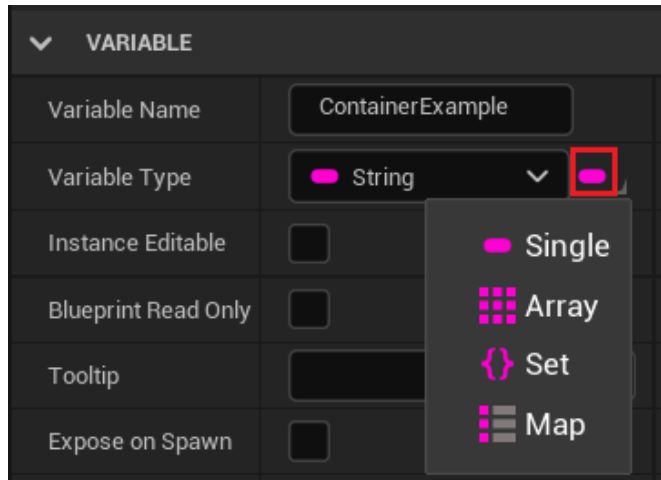 VARIABLE
Variable Name ContainerExample
Variable Type String
Instance Editable
Single
Blueprint Read Only
Array
Tooltip
Set
Expose on Spawn
Map